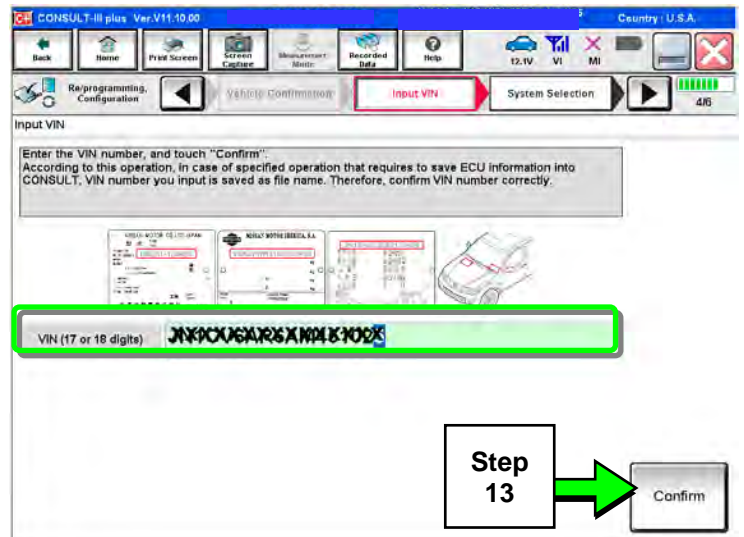 CONSULT-III plus Ver.V11.10.00 Country : U.S.A.
Back Home Print Screen Screen Capture Measurement Mode Recorded Data Help 12.1V VI MI
Re/programming, Configuration Vehicle Confirmation Input VIN System Selection 4/6
Input VIN
Enter the VIN number, and touch "Confirm".
According to this operation, in case of specified operation that requires to save ECU information into
CONSULT, VIN number you input is saved as file name. Therefore, confirm VIN number correctly.
VIN (17 or 18 digits)
Step
13
Confirm